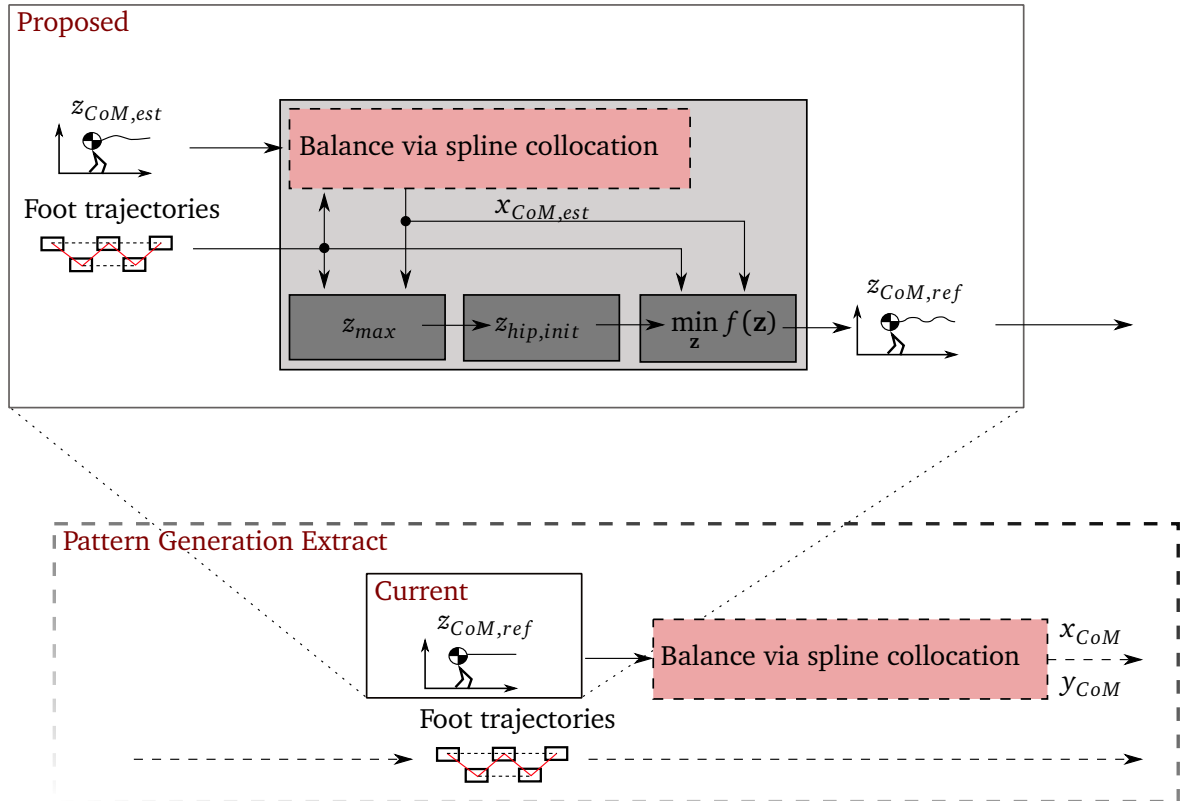 Proposed
z_{CoM,est}
Balance via spline collocation
Foot trajectories
x_{CoM,est}
z_{max}
z_{hip,init}
min_z f(z)
z_{CoM,ref}
Pattern Generation Extract
Current
z_{CoM,ref}
Balance via spline collocation
x_{CoM}
y_{CoM}
Foot trajectories